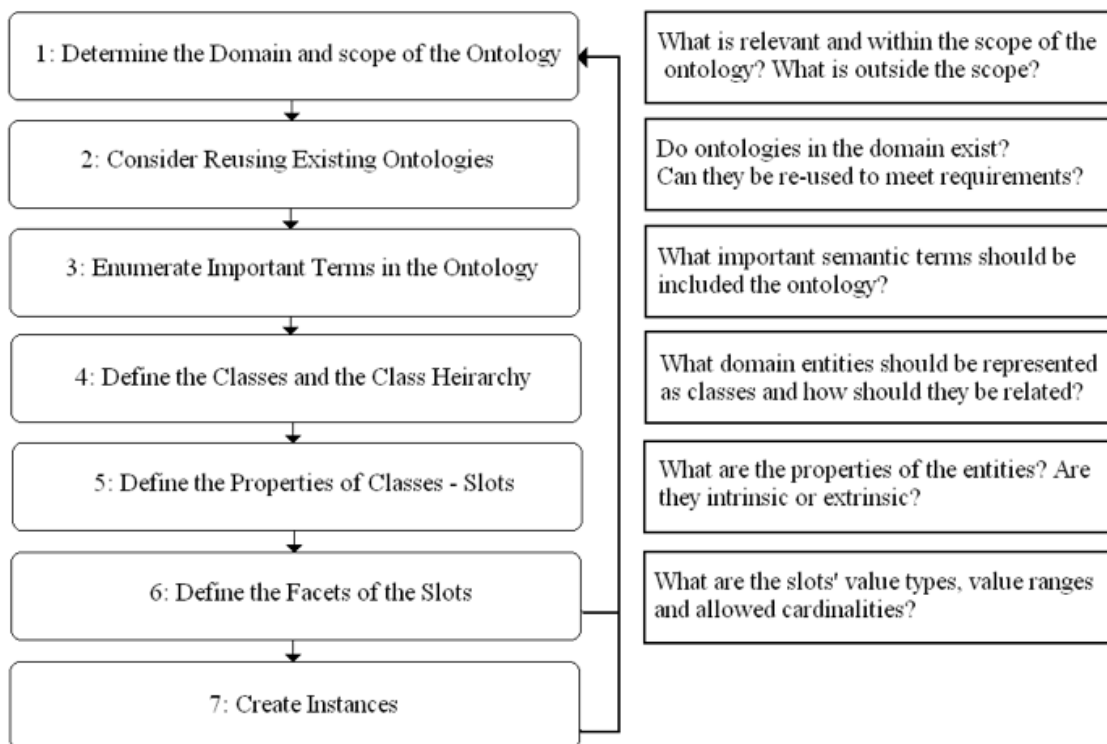 1: Determine the Domain and scope of the Ontology
What is relevant and within the scope of the
ontology? What is outside the scope?
2: Consider Reusing Existing Ontologies
Do ontologies in the domain exist?
Can they be re-used to meet requirements?
3: Enumerate Important Terms in the Ontology
What important semantic terms should be
included the ontology?
4: Define the Classes and the Class Heirarchy
What domain entities should be represented
as classes and how should they be related?
5: Define the Properties of Classes - Slots
What are the properties of the entities? Are
they intrinsic or extrinsic?
6: Define the Facets of the Slots
What are the slots' value types, value ranges
and allowed cardinalities?
7: Create Instances